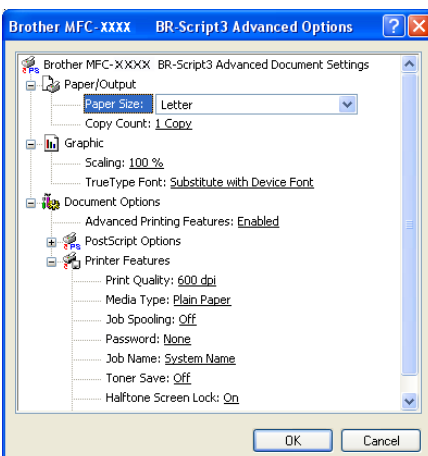 Brother MFC-XXXX BR-Script3 Advanced Options
Brother MFC-XXXX BR-Script3 Advanced Document Settings
Paper/Output
Paper Size: Letter
Copy Count: 1 Copy
Graphic
Scaling: 100 %
TrueType Font: Substitute with Device Font
Document Options
Advanced Printing Features: Enabled
PostScript Options
Printer Features
Print Quality: 600 dpi
Media Type: Plain Paper
Job Spooling: Off
Password: None
Job Name: System Name
Toner Save: Off
Halftone Screen Lock: On
OK Cancel